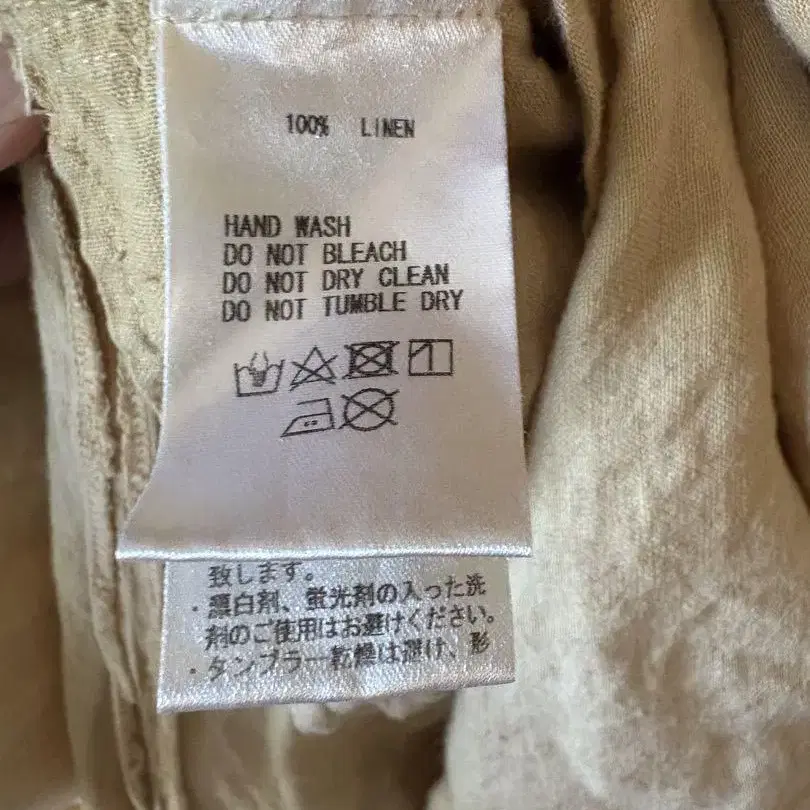 100% LINEN
HAND WASH
DO NOT BLEACH
DO NOT DRY CLEAN
DO NOT TUMBLE DRY
致します。
・漂白剤、蛍光剤の入った洗
剤のご使用はお避けください。
・タンブラー乾燥は避け、形